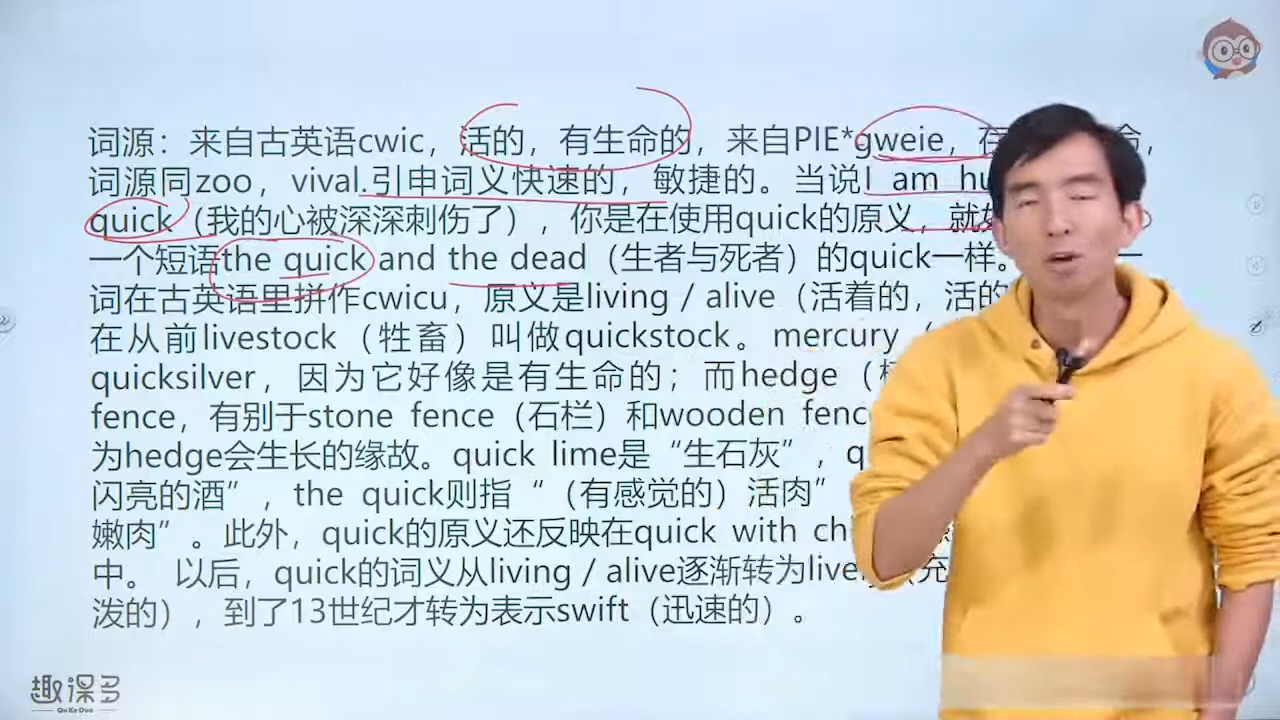 词源：来自古英语cwic，活的，有生命的，来自PIE*gweie，在 命，
词源同zoo，vival.引申词义快速的，敏捷的。当说I am hu
quick（我的心被深深刺伤了），你是在使用quick的原义，就如
一个短语the quick and the dead（生者与死者）的quick一样。 一
词在古英语里拼作cwicu，原义是living / alive（活着的，活的
在从前livestock（牲畜）叫做quickstock。mercury（
quicksilver，因为它好像是有生命的；而hedge（
fence，有别于stone fence（石栏）和wooden fence
为hedge会生长的缘故。quick lime是“生石灰”，
闪亮的酒”，the quick则指“（有感觉的）活肉”
嫩肉”。此外，quick的原义还反映在quick with
中。 以后，quick的词义从living / alive逐渐转为 充
泼的），到了13世纪才转为表示swift（迅速的）。
趣课多
QuKeDuo